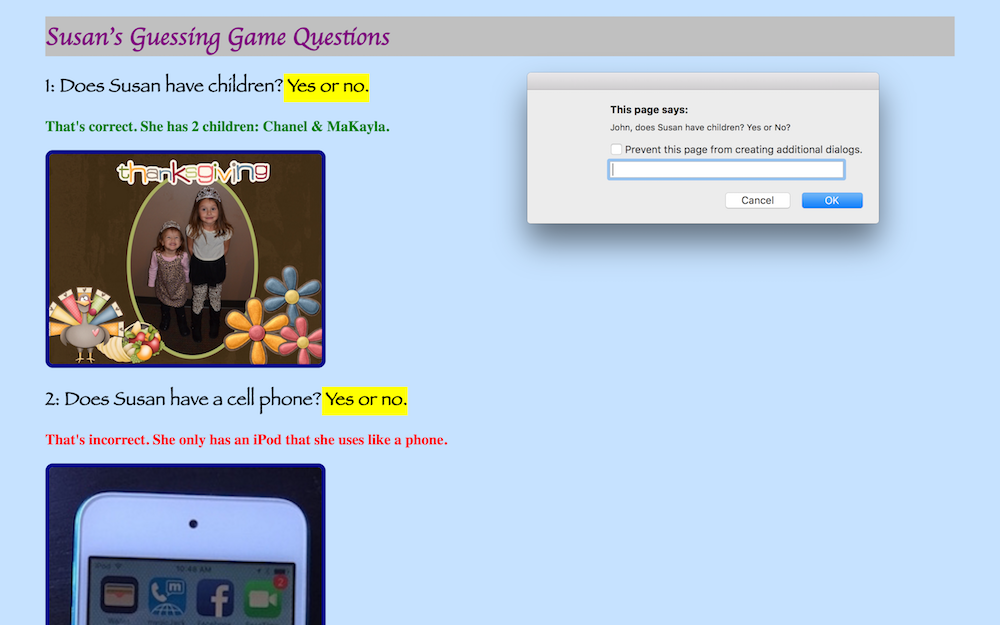 Susan's Guessing Game Questions
1: Does Susan have children? Yes or no.
That's correct. She has 2 children: Chanel & MaKayla.
thanksgiving
2: Does Susan have a cell phone? Yes or no.
That's incorrect. She only has an iPod that she uses like a phone.
iPod 10:48 AM
2
This page says:
John, does Susan have children? Yes or No?
Prevent this page from creating additional dialogs.
Cancel OK